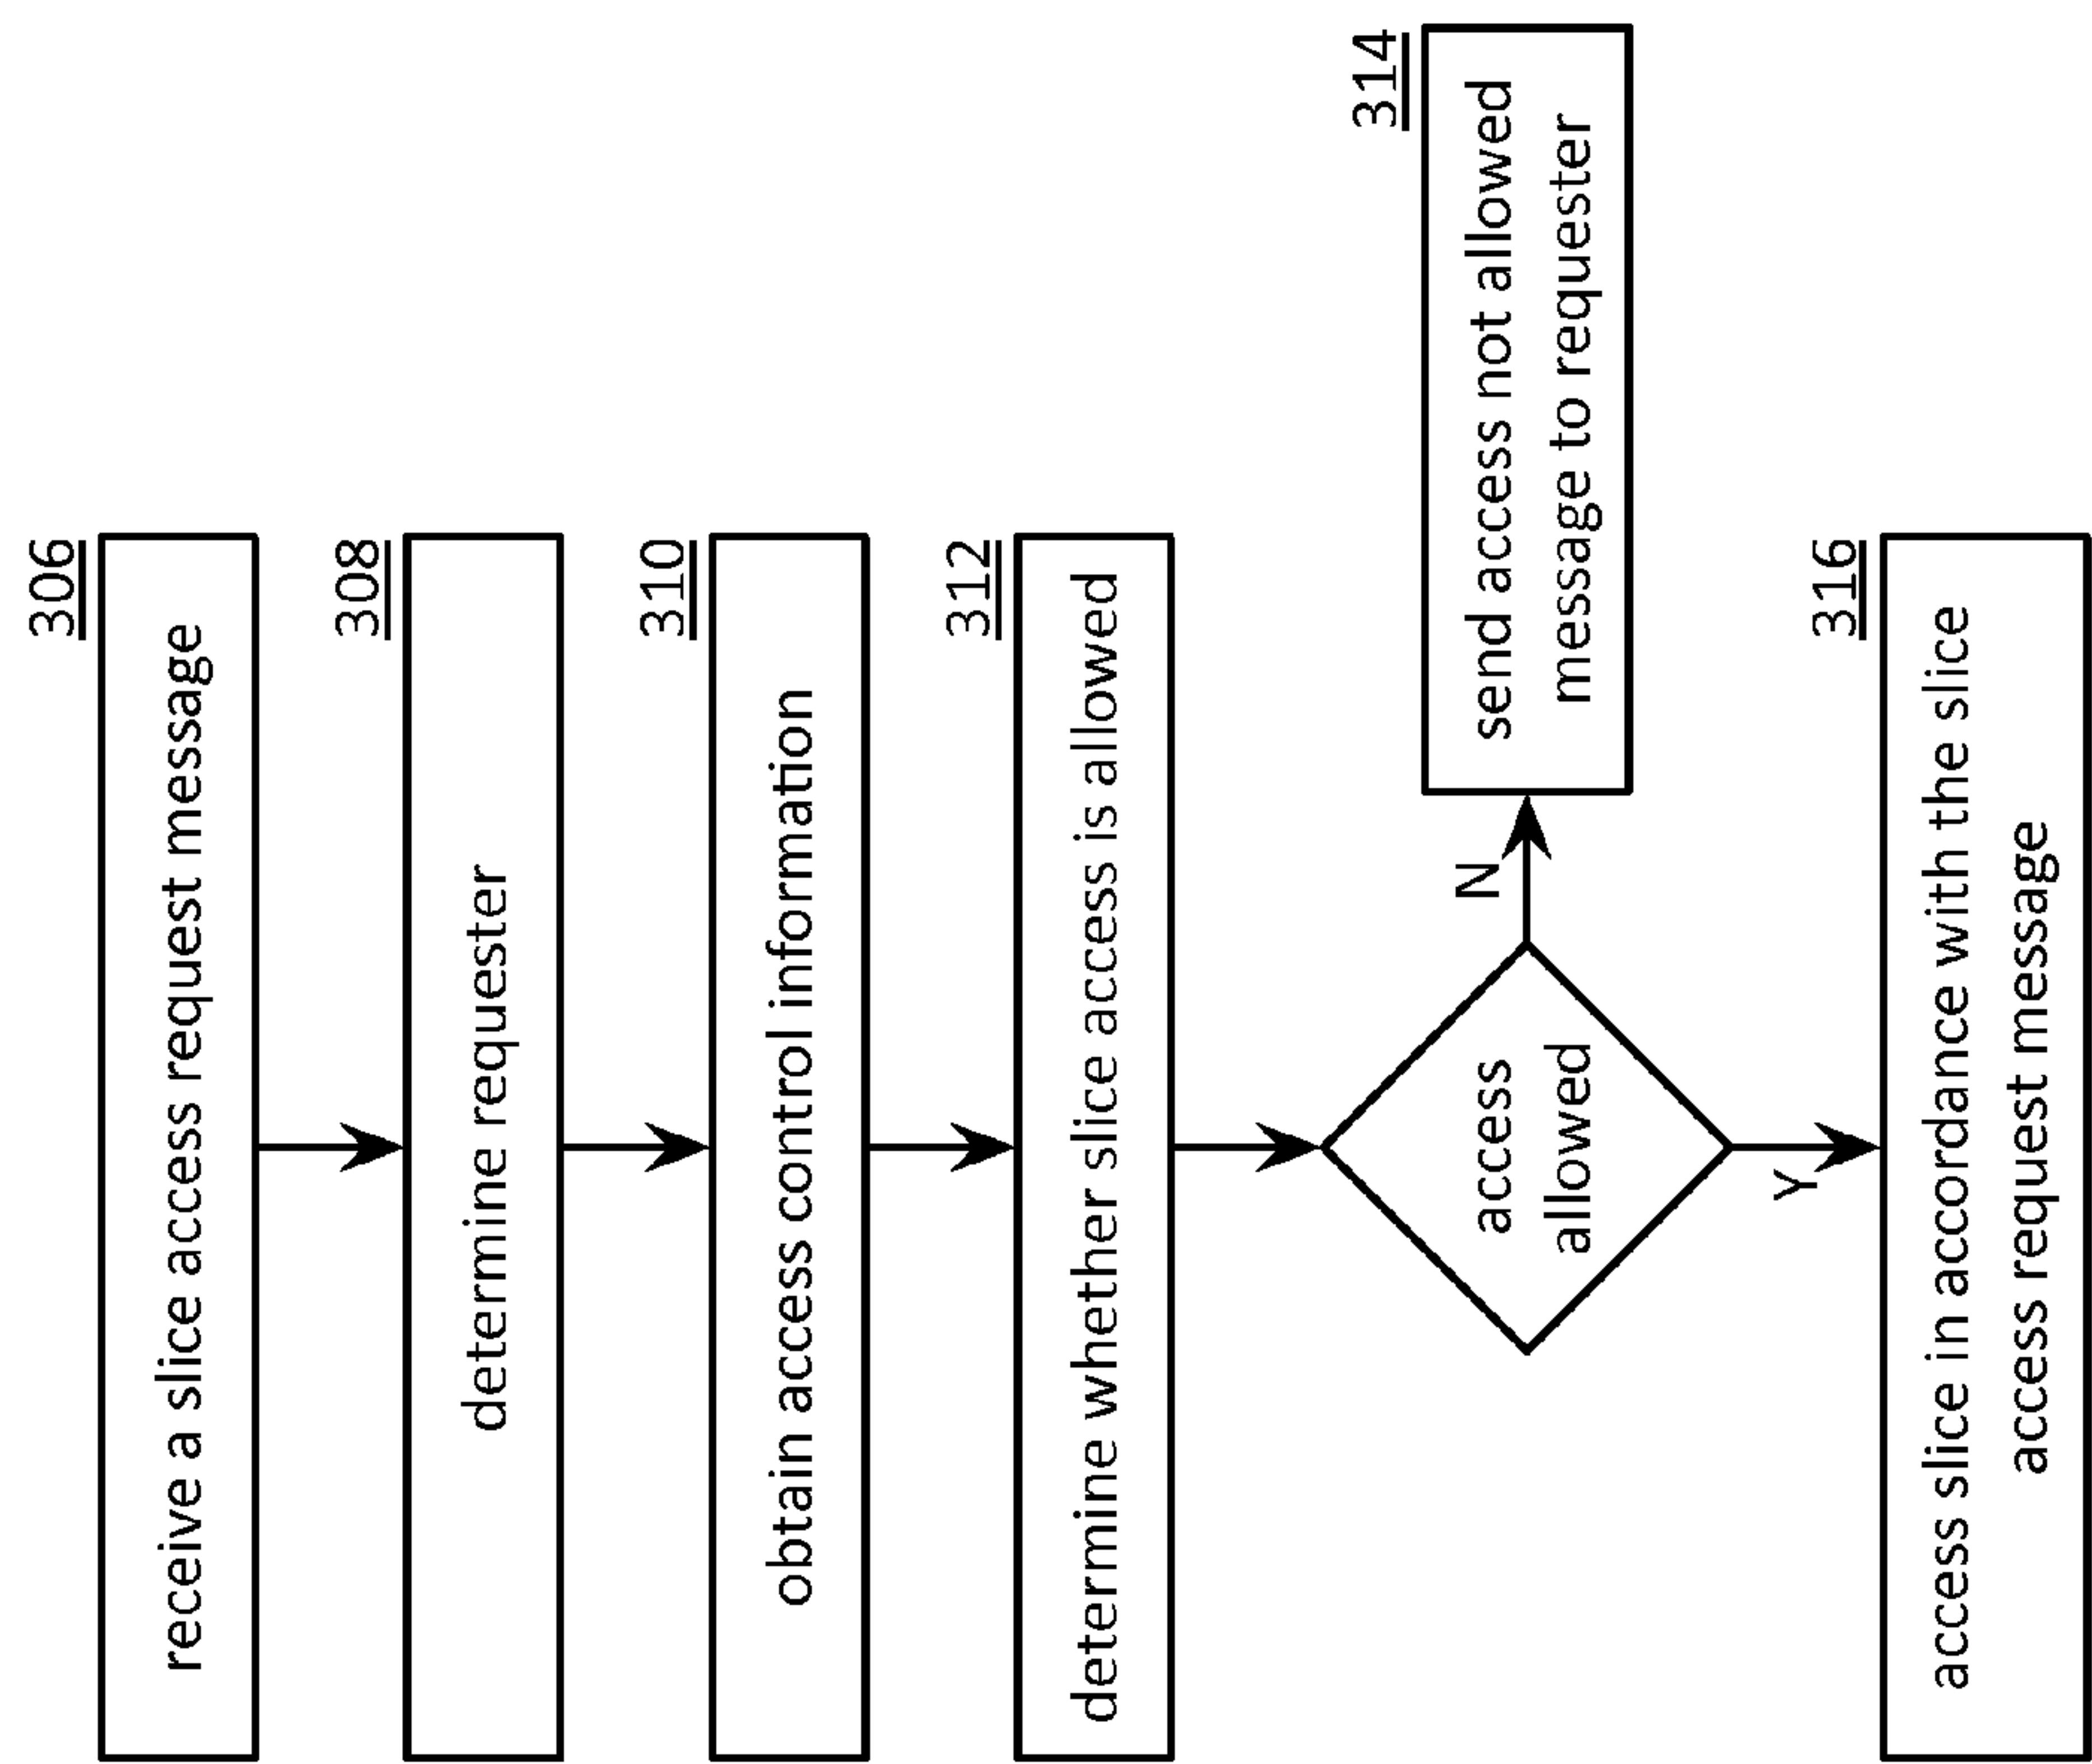 306
receive a slice access request message
308
determine requester
310
obtain access control information
312
determine whether slice access is allowed
access
allowed
N
314
send access not allowed
message to requester
Y
316
access slice in accordance with the slice
access request message